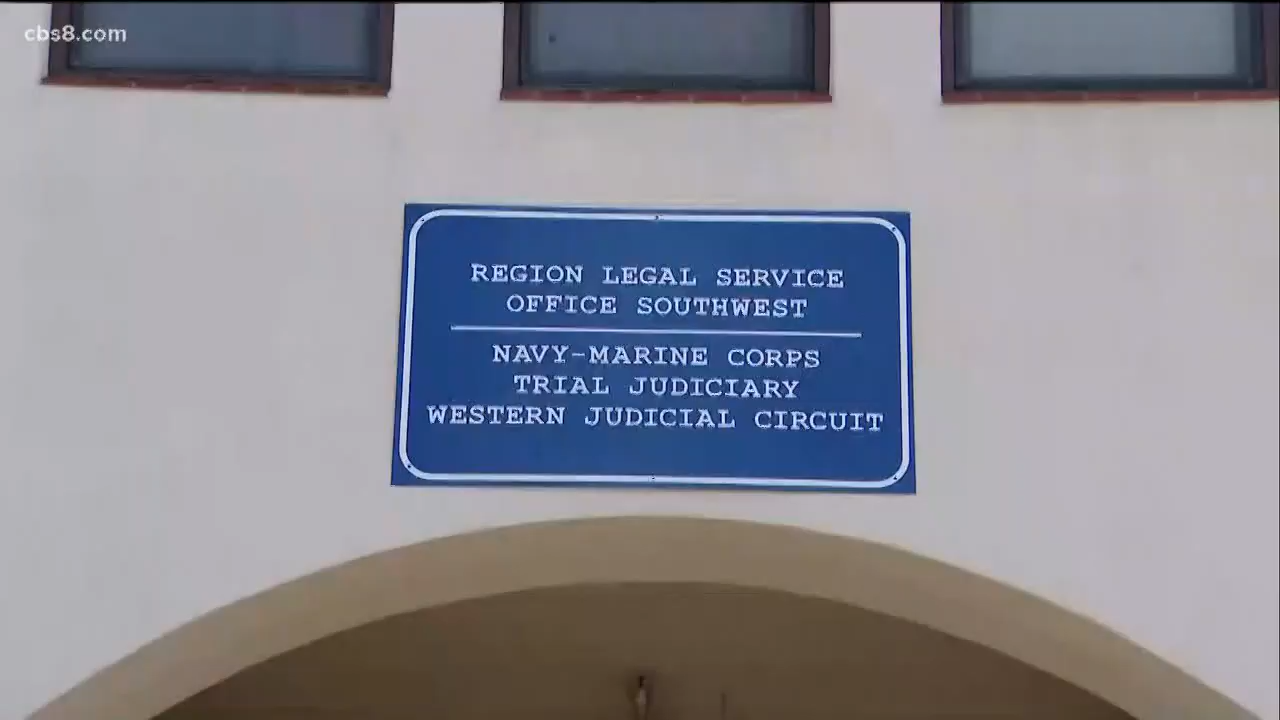 cbs8.com
REGION LEGAL SERVICE
OFFICE SOUTHWEST
NAVY-MARINE CORPS
TRIAL JUDICIARY
WESTERN JUDICIAL CIRCUIT